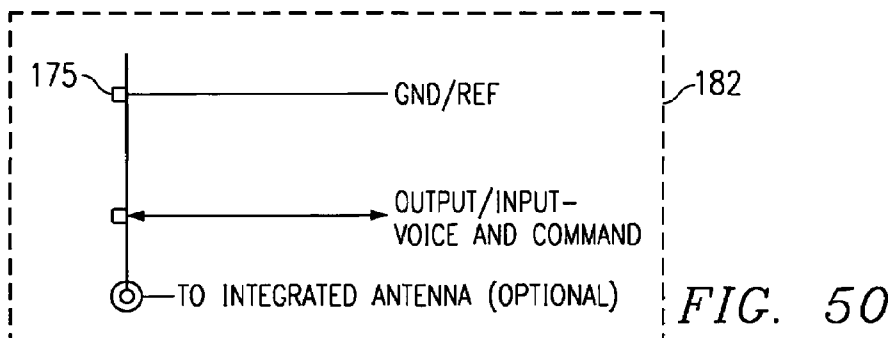 175
GND/REF
182
OUTPUT/INPUT-
VOICE AND COMMAND
TO INTEGRATED ANTENNA (OPTIONAL)
FIG. 50